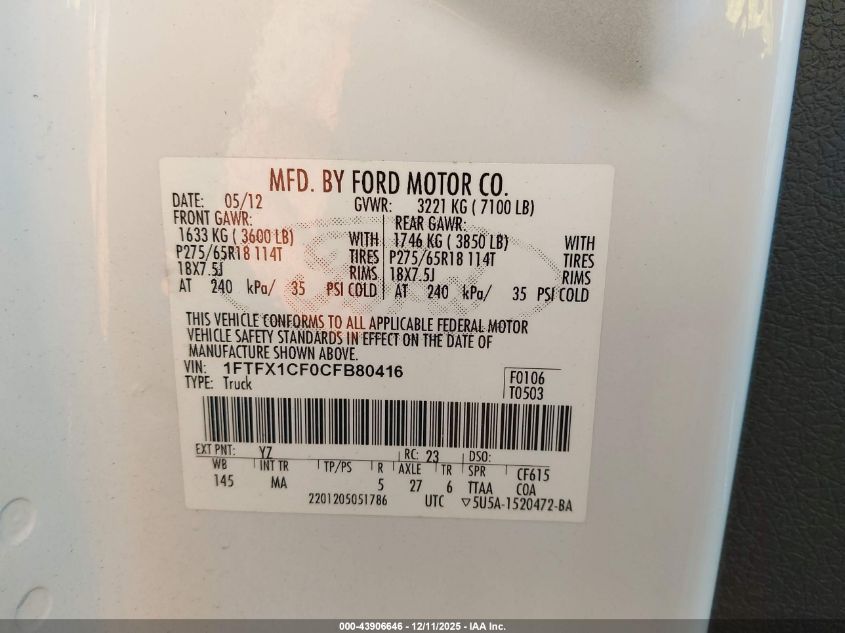 MFD. BY FORD MOTOR CO.
DATE: 05/12 GVWR: 3221 KG ( 7100 LB)
FRONT GAWR: REAR GAWR:
1633 KG ( 3600 LB) WITH 1746 KG ( 3850 LB) WITH
P275/65R18 114T TIRES P275/65R18 114T TIRES
18X7.5J RIMS 18X7.5J RIMS
AT 240 kPa/ 35 PSI COLD AT 240 kPa/ 35 PSI COLD
THIS VEHICLE CONFORMS TO ALL APPLICABLE FEDERAL MOTOR
VEHICLE SAFETY STANDARDS IN EFFECT ON THE DATE OF
MANUFACTURE SHOWN ABOVE.
VIN: 1FTFX1CF0CFB80416
TYPE: Truck
F0106
T0503
EXT PNT: YZ RC: 23 DSO:
WB INT TR TP/PS R AXLE TR SPR CF615
145 MA 5 27 6 TTAA COA
2201205051786 UTC ▽5U5A-1520472-BA
000-43906646 - 12/11/2025 - IAA Inc.